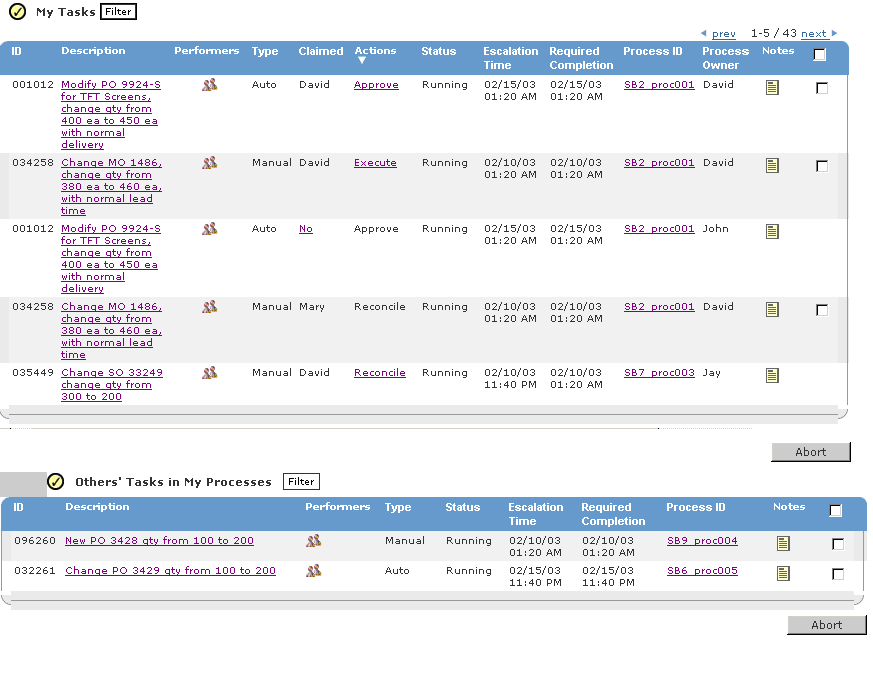 My Tasks Filter
prev 1-5 / 43 next
ID Description Performers Type Claimed Actions Status Escalation Required Process ID Process Notes
Time Completion Owner
001012 Modify PO 9924-S Auto David Approve Running 02/15/03 02/15/03 SB2_proc001 David
for TFT Screens, 01:20 AM 01:20 AM
change qty from
400 ea to 450 ea
with normal
delivery
034258 Change MO 1486, Manual David Execute Running 02/10/03 02/10/03 SB2_proc001 David
change qty from 01:20 AM 01:20 AM
380 ea to 460 ea,
with normal lead
time
001012 Modify PO 9924-S Auto No Approve Running 02/15/03 02/15/03 SB2_proc001 John
for TFT Screens, 01:20 AM 01:20 AM
change qty from
400 ea to 450 ea
with normal
delivery
034258 Change MO 1486, Manual Mary Reconcile Running 02/10/03 02/10/03 SB2_proc001 David
change qty from 01:20 AM 01:20 AM
380 ea to 460 ea,
with normal lead
time
035449 Change SO 33249 Manual David Reconcile Running 02/10/03 02/10/03 SB7_proc003 Jay
change qty from 11:40 PM 01:20 AM
300 to 200
Abort
Others' Tasks in My Processes Filter
ID Description Performers Type Status Escalation Required Process ID Notes
Time Completion
096260 New PO 3428 qty from 100 to 200 Manual Running 02/10/03 02/10/03 SB9_proc004
01:20 AM 01:20 AM
032261 Change PO 3429 qty from 100 to 200 Auto Running 02/15/03 02/15/03 SB6_proc005
11:40 PM 11:40 PM
Abort